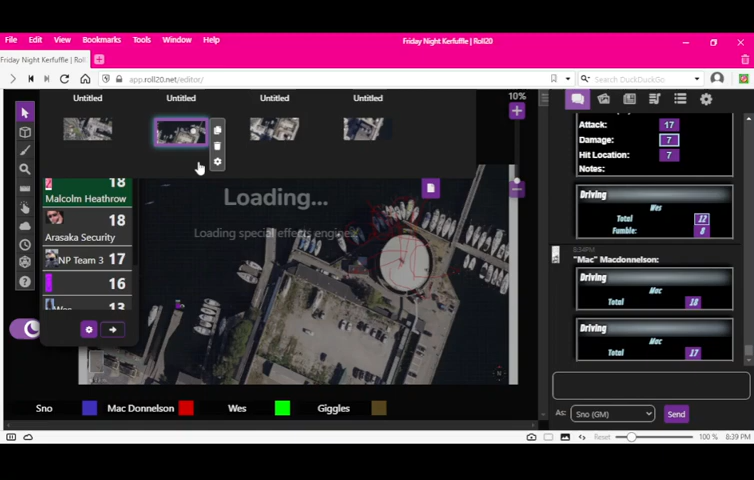 File Edit View Bookmarks Tools Window Help
Friday Night Kerfuffle | Roll20
Friday Night Kerfuffle | Roll
app.roll20.net/editor/
Search DuckDuckGo
Untitled Untitled Untitled Untitled
10%
Loading...
Loading special effects engine...
18
Malcolm Heathrow
18
Arasaka Security
NP Team 3 17
16
Wes 13
Attack: 17
Damage: 7
Hit Location: 7
Notes:
Driving
Wes
Total 12
Fumble: 8
8:34PM
"Mac" Macdonnelson:
Driving
Mac
Total 18
Driving
Mac
Total 17
As: Sno (GM) Send
Sno Mac Donnelson Wes Giggles
Reset 100 % 8:39 PM